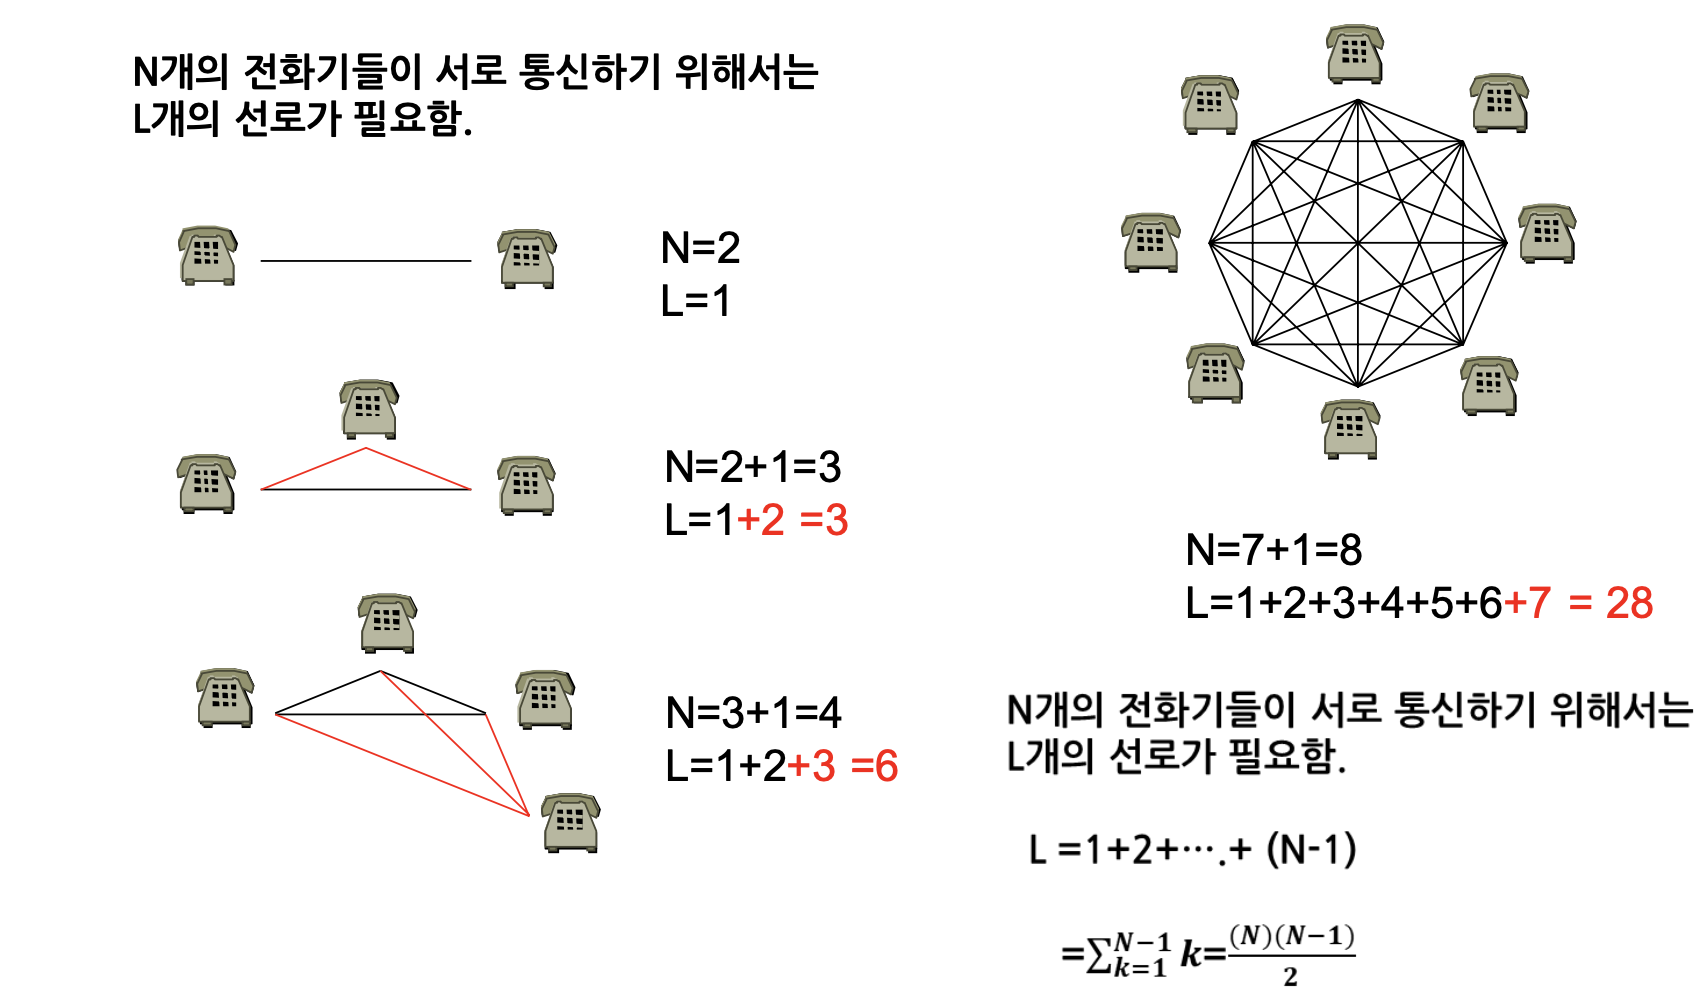 N개의 전화기들이 서로 통신하기 위해서는
L개의 선로가 필요함.
N=2
L=1
N=2+1=3
L=1+2 =3
N=3+1=4
L=1+2+3 =6
N=7+1=8
L=1+2+3+4+5+6+7 = 28
N개의 전화기들이 서로 통신하기 위해서는
L개의 선로가 필요함.
L =1+2+⋯.+ (N-1)
=∑_{k=1}^{N−1} k=\frac{(N)(N−1)}{2}